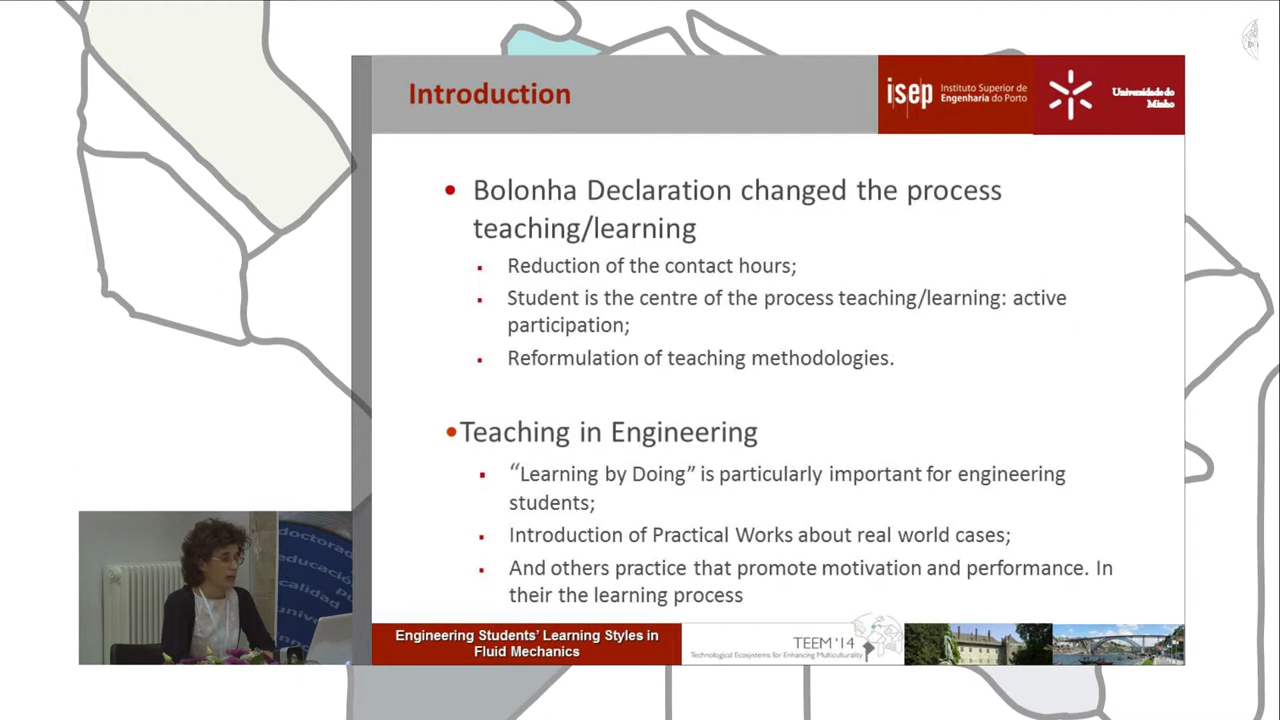 Introduction
isep Instituto Superior de
Engenharia do Porto
Universidade do
Minho
• Bolonha Declaration changed the process
teaching/learning
▪ Reduction of the contact hours;
▪ Student is the centre of the process teaching/learning: active
participation;
▪ Reformulation of teaching methodologies.
•Teaching in Engineering
▪ “Learning by Doing” is particularly important for engineering
students;
▪ Introduction of Practical Works about real world cases;
▪ And others practice that promote motivation and performance. In
their the learning process
doctorad
educación
calidad
unive
Engineering Students’ Learning Styles in
Fluid Mechanics
TEEM ‘14
Technological Ecosystems for Enhancing Multiculturality